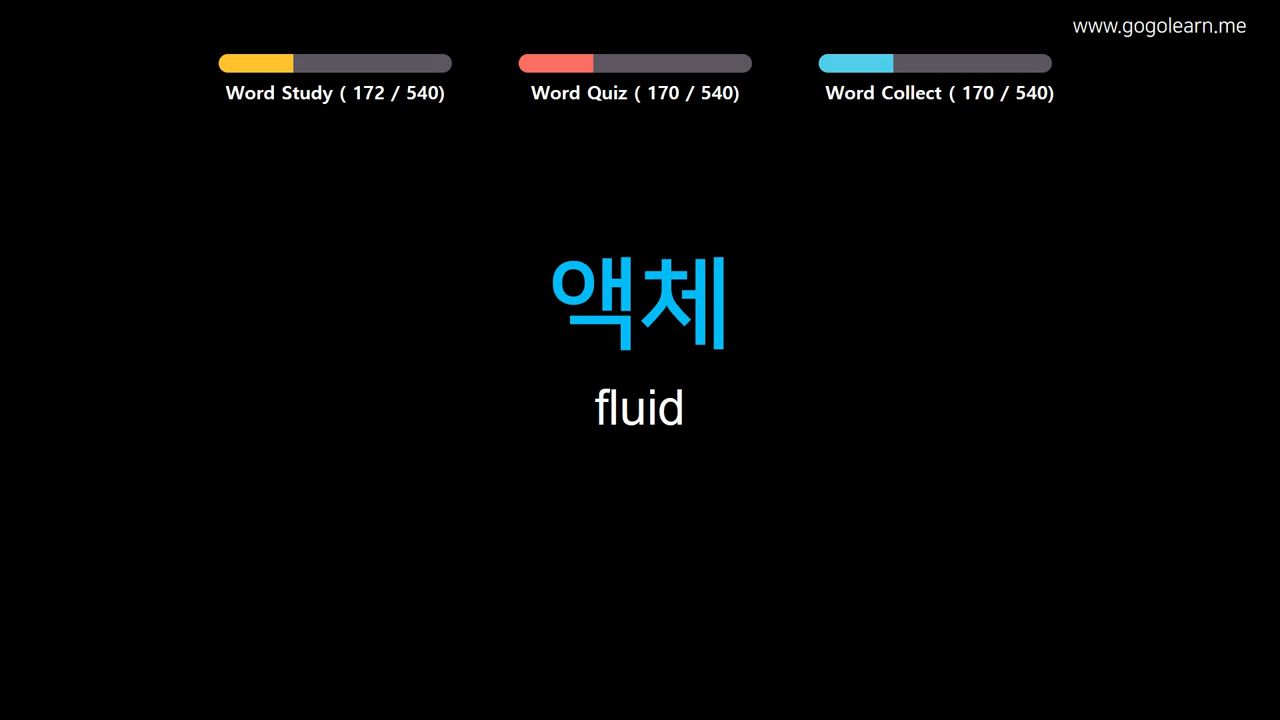 www.gogolearn.me
Word Study ( 172 / 540)
Word Quiz ( 170 / 540)
Word Collect ( 170 / 540)
액체
fluid